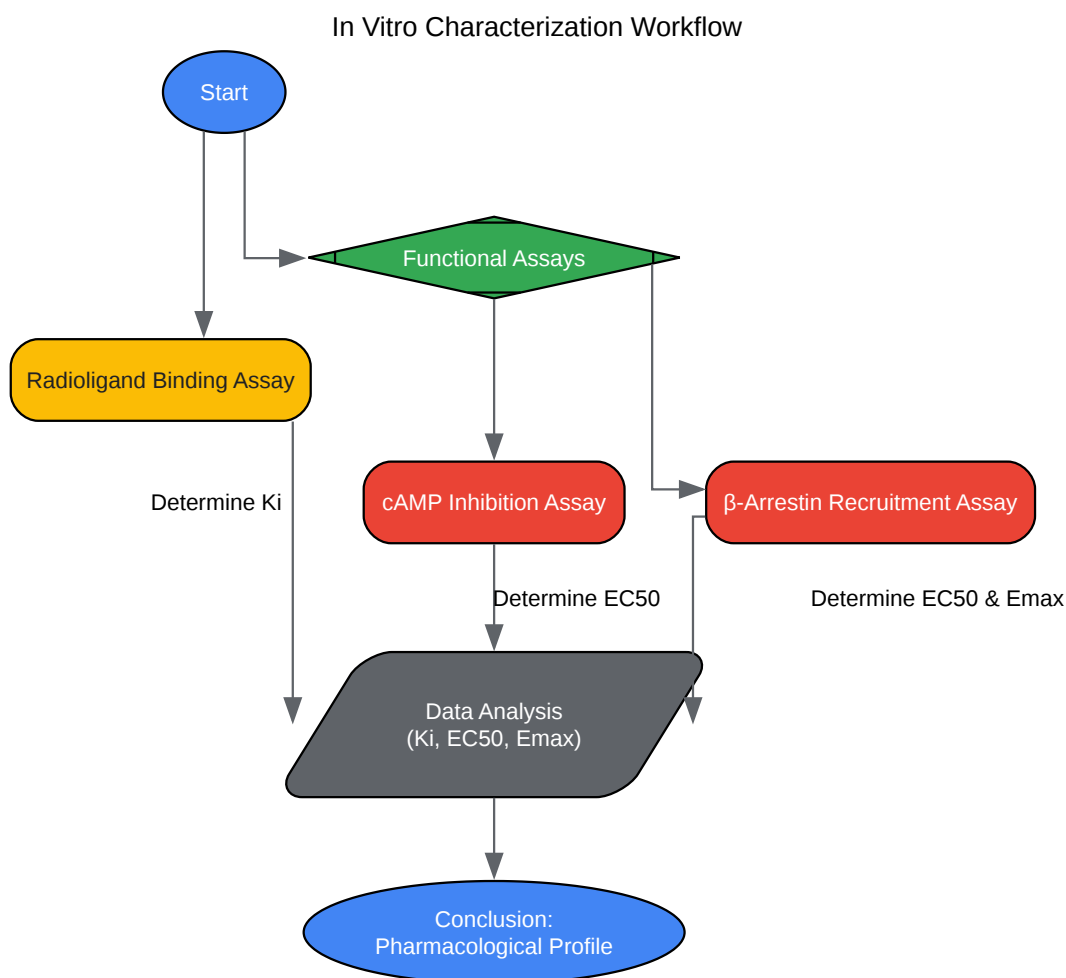 In Vitro Characterization Workflow
Start
Functional Assays
Radioligand Binding Assay
Determine Ki
cAMP Inhibition Assay
β-Arrestin Recruitment Assay
Determine EC50
Determine EC50 & Emax
Data Analysis
(Ki, EC50, Emax)
Conclusion:
Pharmacological Profile